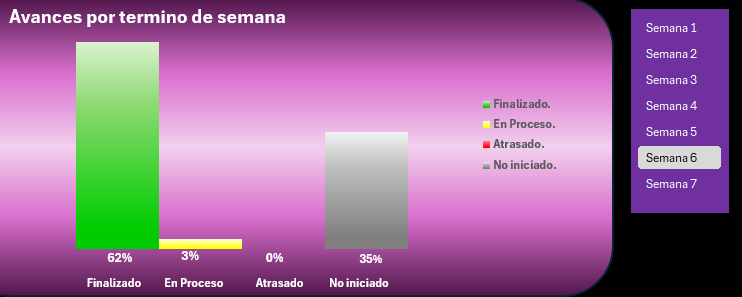 Avances por termino de semana
Finalizado.
En Proceso.
Atrasado.
No iniciado.
62% 3% 0% 35%
Finalizado En Proceso Atrasado No iniciado
Semana 1
Semana 2
Semana 3
Semana 4
Semana 5
Semana 6
Semana 7